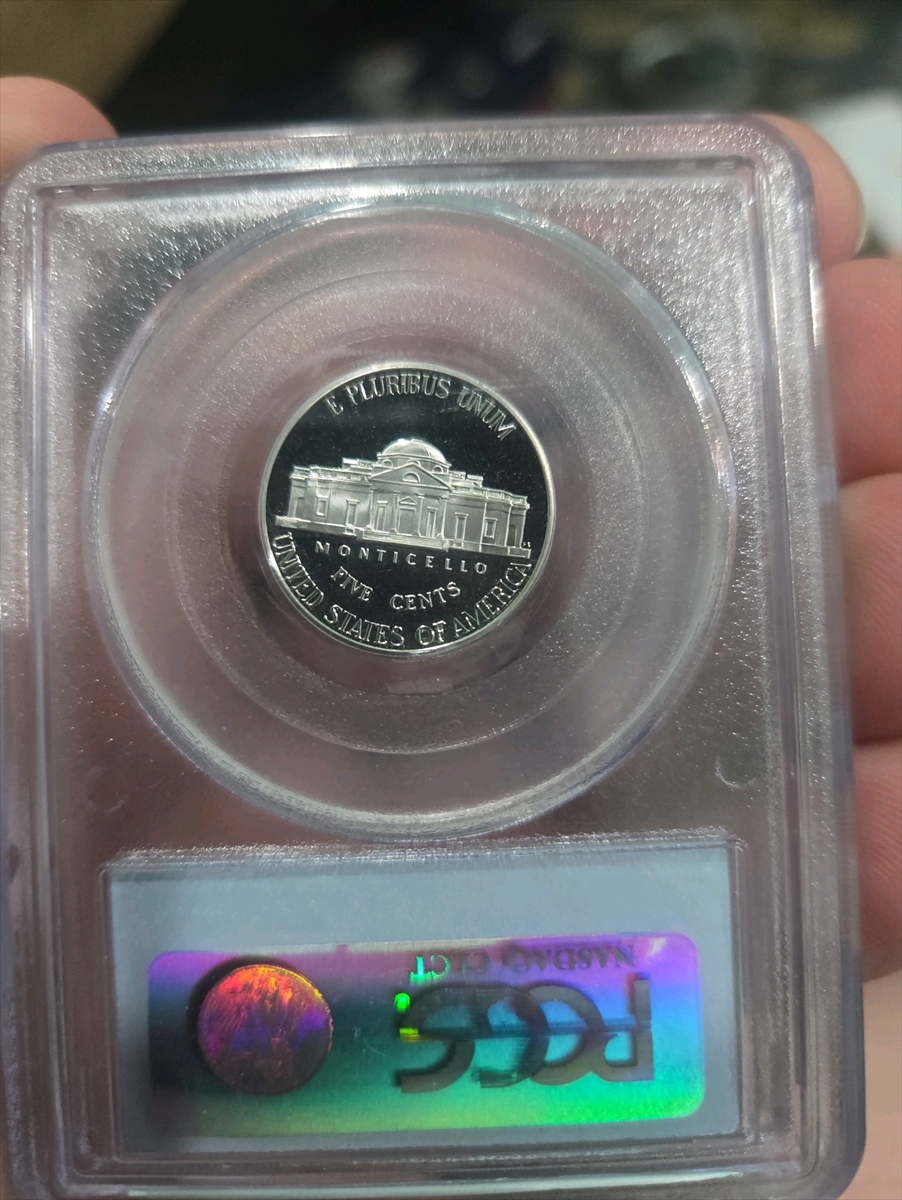 E PLURIBUS UNUM
MONTICELLO
FIVE CENTS
UNITED STATES OF AMERICA
NASDAQ: CLCT
PCGS